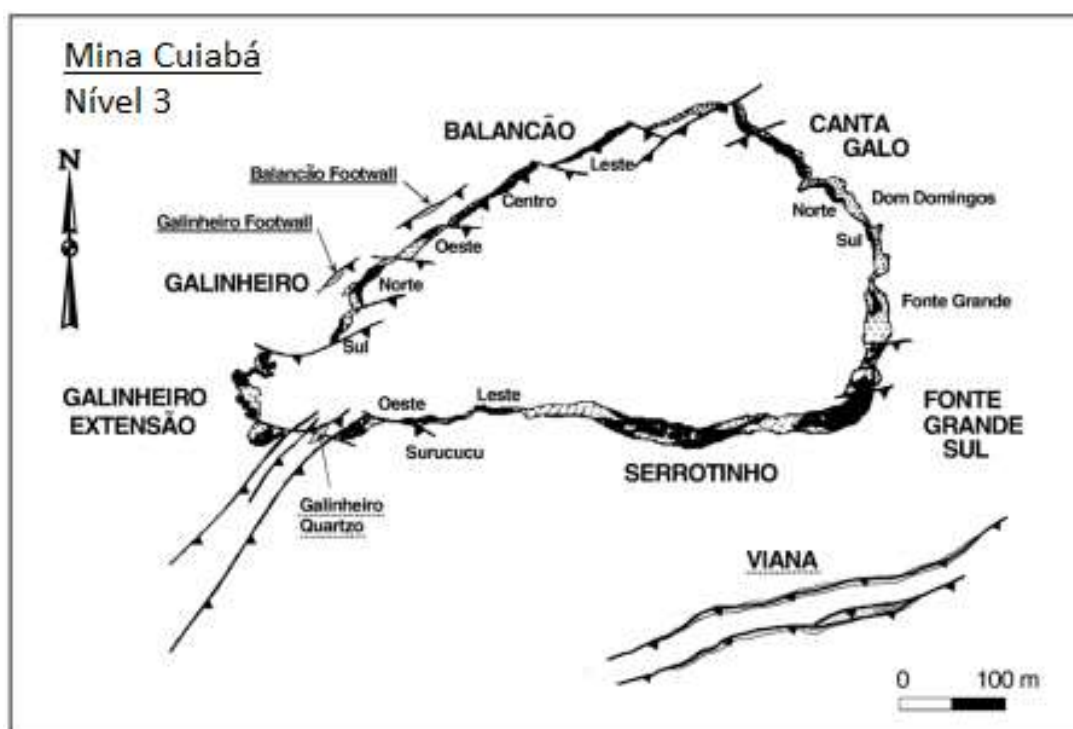 Mina Cuiabá
Nível 3
N
BALANCÃO
CANTA
GALO
Leste
Balancão Footwall
Centro
Norte
Dom Domingos
Galinheiro Footwall
Oeste
Sul
GALINHEIRO
Norte
Fonte Grande
Sul
GALINHEIRO
EXTENSÃO
Oeste
Leste
FONTE
GRANDE
SUL
Surucucu
SERROTINHO
Galinheiro
Quartzo
VIANA
0 100 m